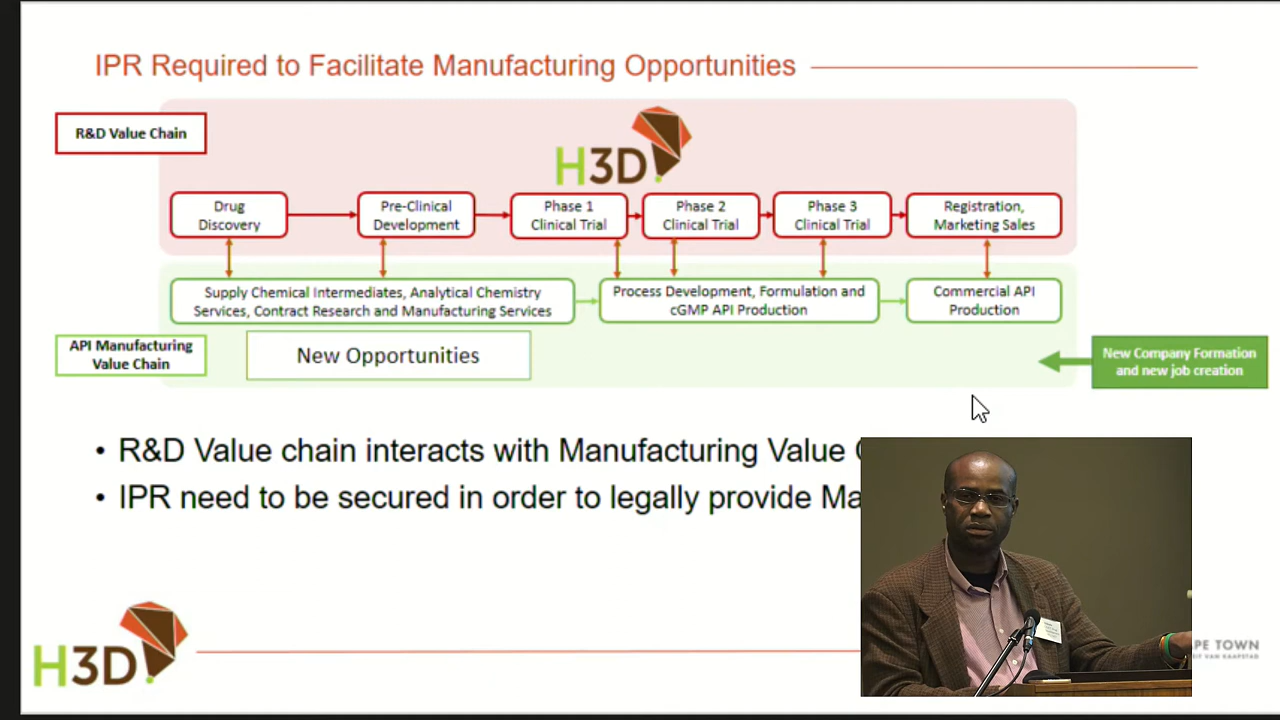 IPR Required to Facilitate Manufacturing Opportunities
R&D Value Chain
H3D
Drug
Discovery
Pre-Clinical
Development
Phase 1
Clinical Trial
Phase 2
Clinical Trial
Phase 3
Clinical Trial
Registration,
Marketing Sales
Supply Chemical Intermediates, Analytical Chemistry
Services, Contract Research and Manufacturing Services
Process Development, Formulation and
cGMP API Production
Commercial API
Production
API Manufacturing
Value Chain
New Opportunities
New Company Formation
and new job creation
• R&D Value chain interacts with Manufacturing Value
• IPR need to be secured in order to legally provide Ma
H3D
APE TOWN
EIT VAN KAAPSTAD